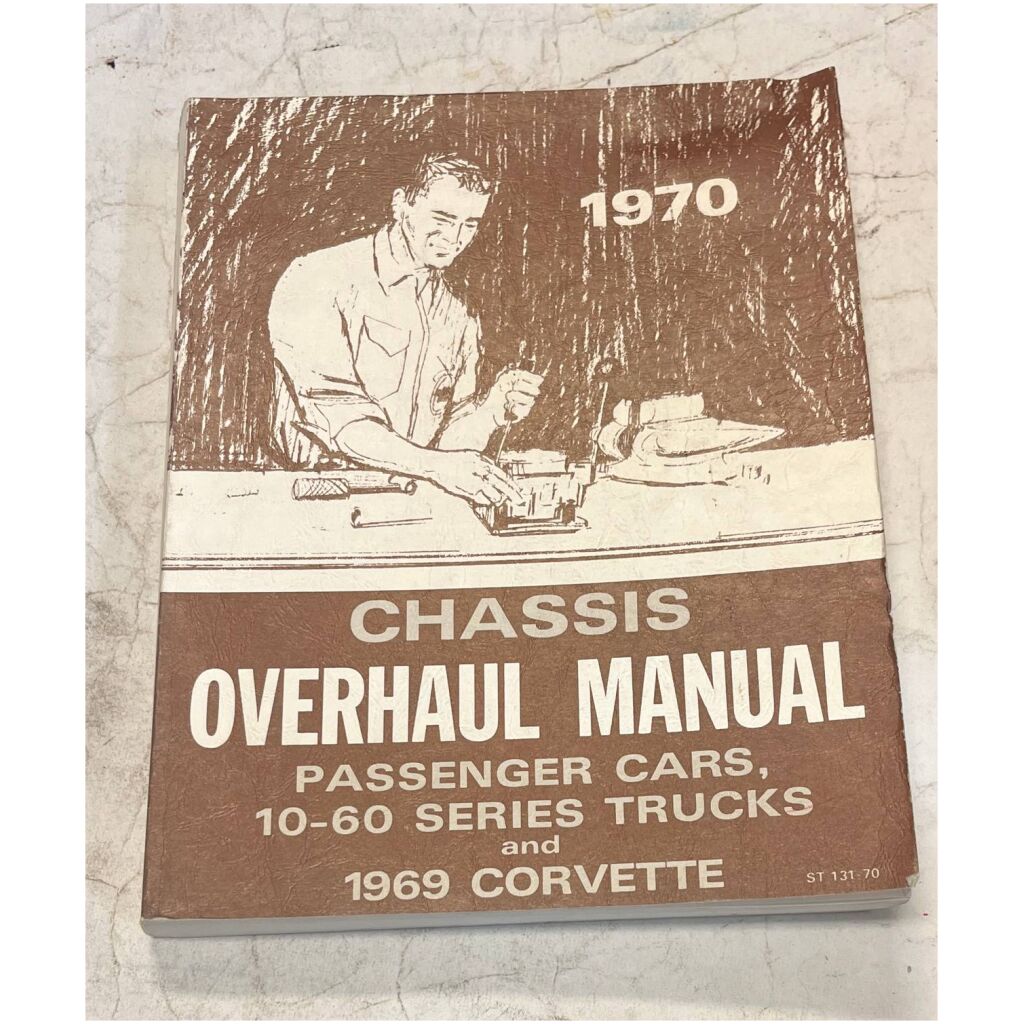 1970
CHASSIS
OVERHAUL MANUAL
PASSENGER CARS,
10-60 SERIES TRUCKS
and
1969 CORVETTE
ST 131-70